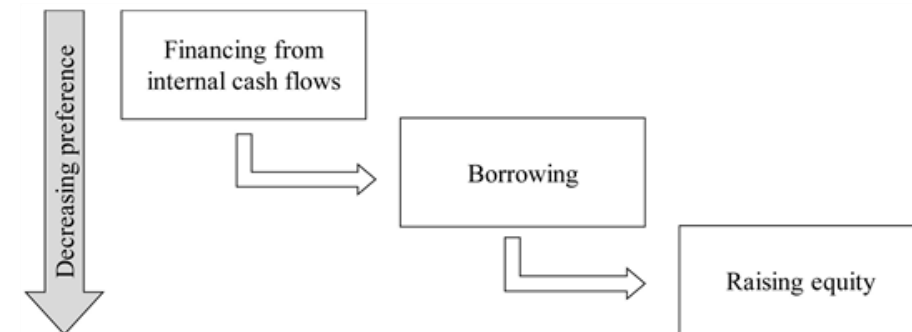 Decreasing preference
Financing from
internal cash flows
Borrowing
Raising equity